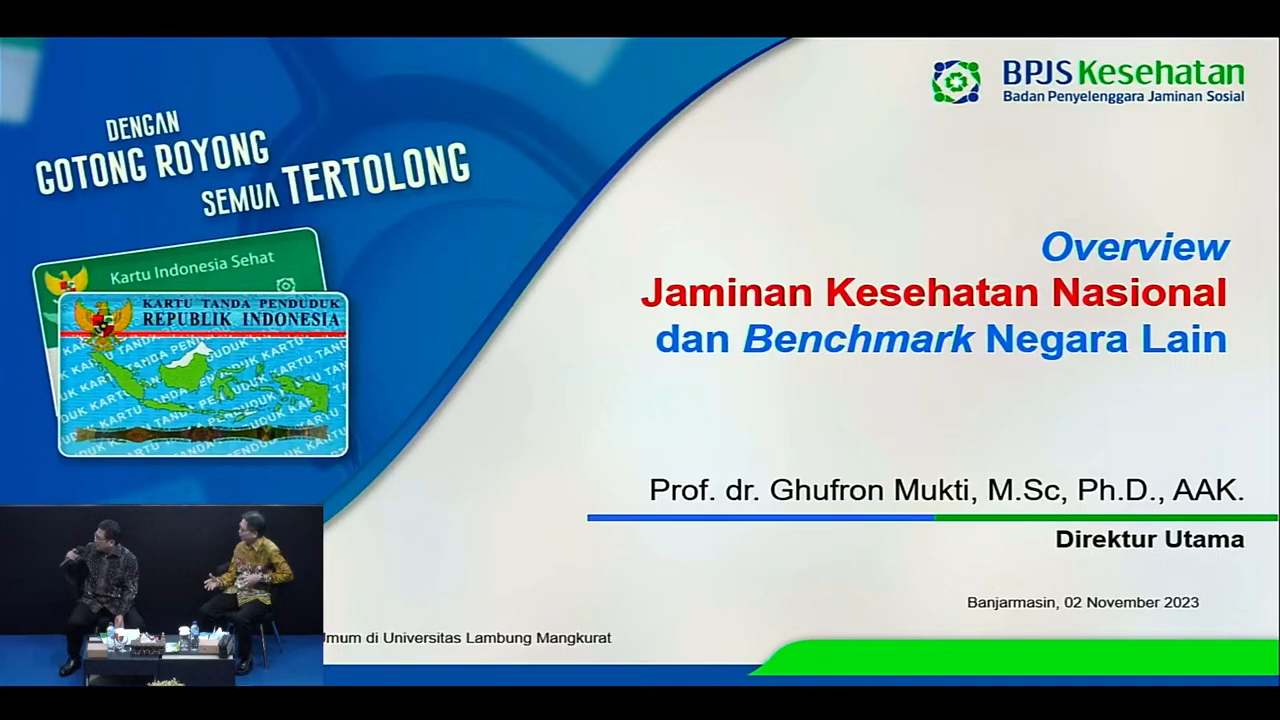 DENGAN
GOTONG ROYONG
SEMUA TERTOLONG
Kartu Indonesia Sehat
KARTU TANDA PENDUDUK
REPUBLIK INDONESIA
BPJS Kesehatan
Badan Penyelenggara Jaminan Sosial
Overview
Jaminan Kesehatan Nasional
dan Benchmark Negara Lain
Prof. dr. Ghufron Mukti, M.Sc, Ph.D., AAK.
Direktur Utama
Banjarmasin, 02 November 2023
Umum di Universitas Lambung Mangkurat